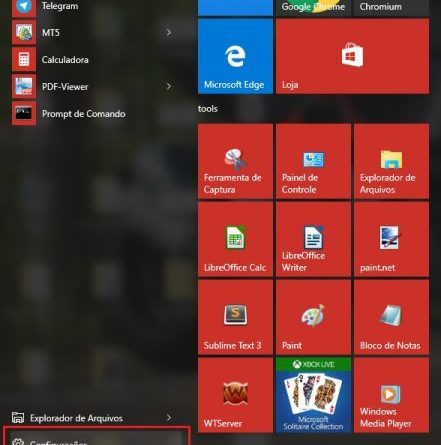 Telegram
MT5
Calculadora
PDF-Viewer
Prompt de Comando
Explorador de Arquivos
Configurações
Google Chrome
Chromium
Microsoft Edge
Loja
tools
Ferramenta de
Captura
Painel de
Controle
Explorador de
Arquivos
LibreOffice Calc
LibreOffice
Writer
paint.net
Sublime Text 3
Paint
Bloco de Notas
WTServer
XBOX LIVE
Microsoft
Solitaire Collection
Windows
Media Player